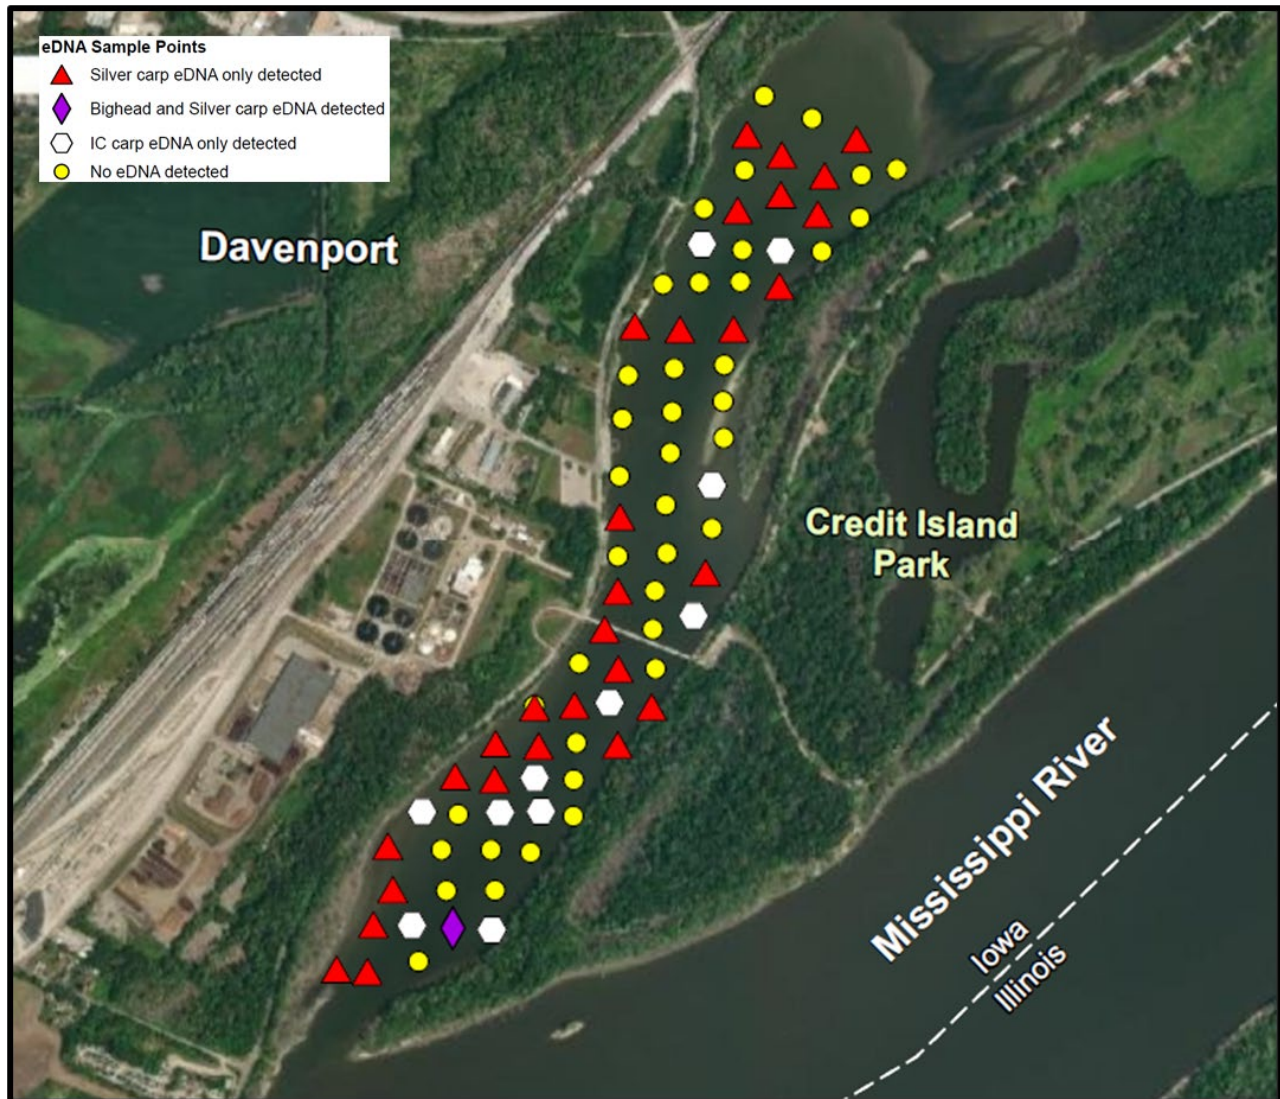 eDNA Sample Points
Silver carp eDNA only detected
Bighead and Silver carp eDNA detected
IC carp eDNA only detected
No eDNA detected
Davenport
Credit Island
Park
Mississippi River
Iowa
Illinois